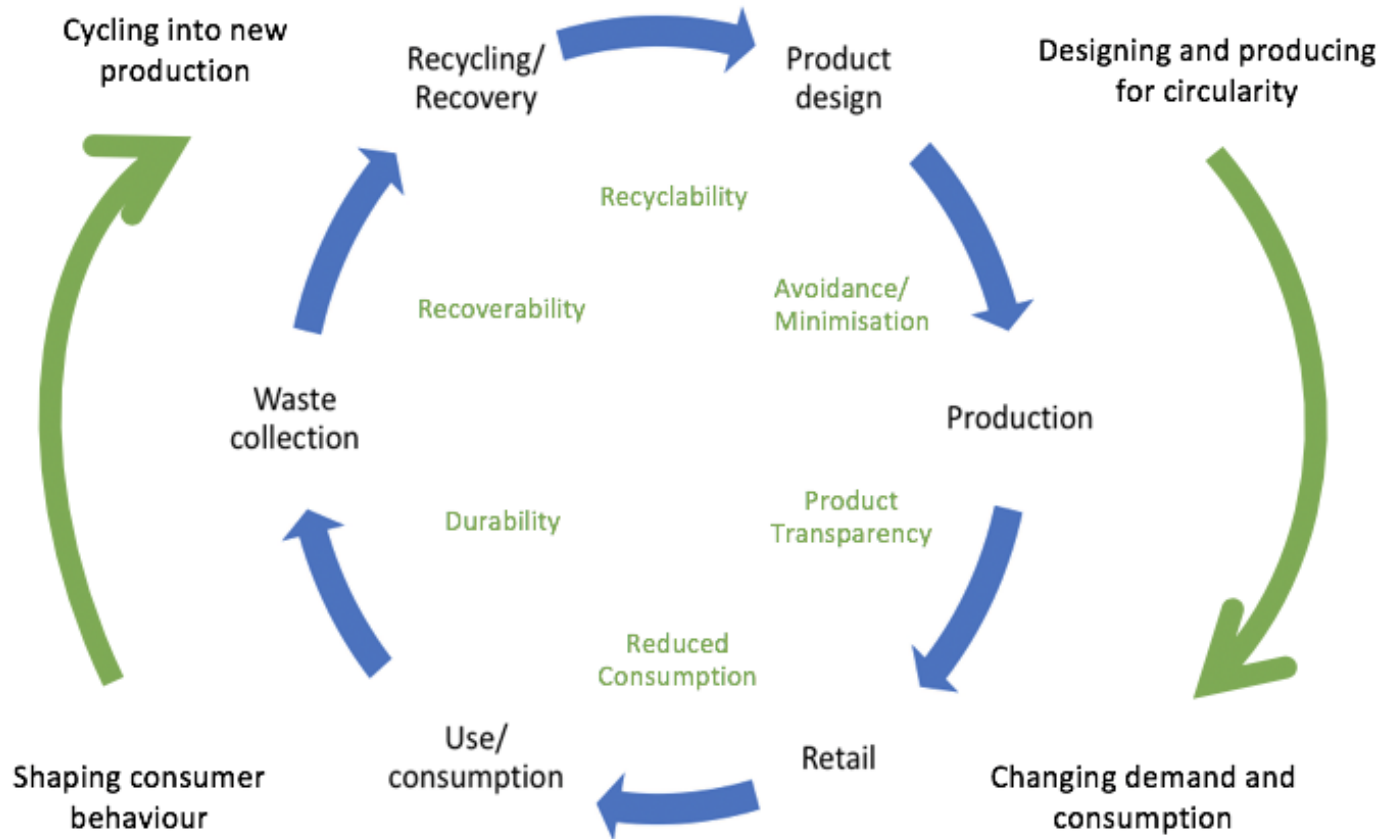 Cycling into new
production
Recycling/
Recovery
Product
design
Designing and producing
for circularity
Recyclability
Recoverability
Avoidance/
Minimisation
Waste
collection
Production
Durability
Product
Transparency
Reduced
Consumption
Use/
consumption
Retail
Shaping consumer
behaviour
Changing demand and
consumption